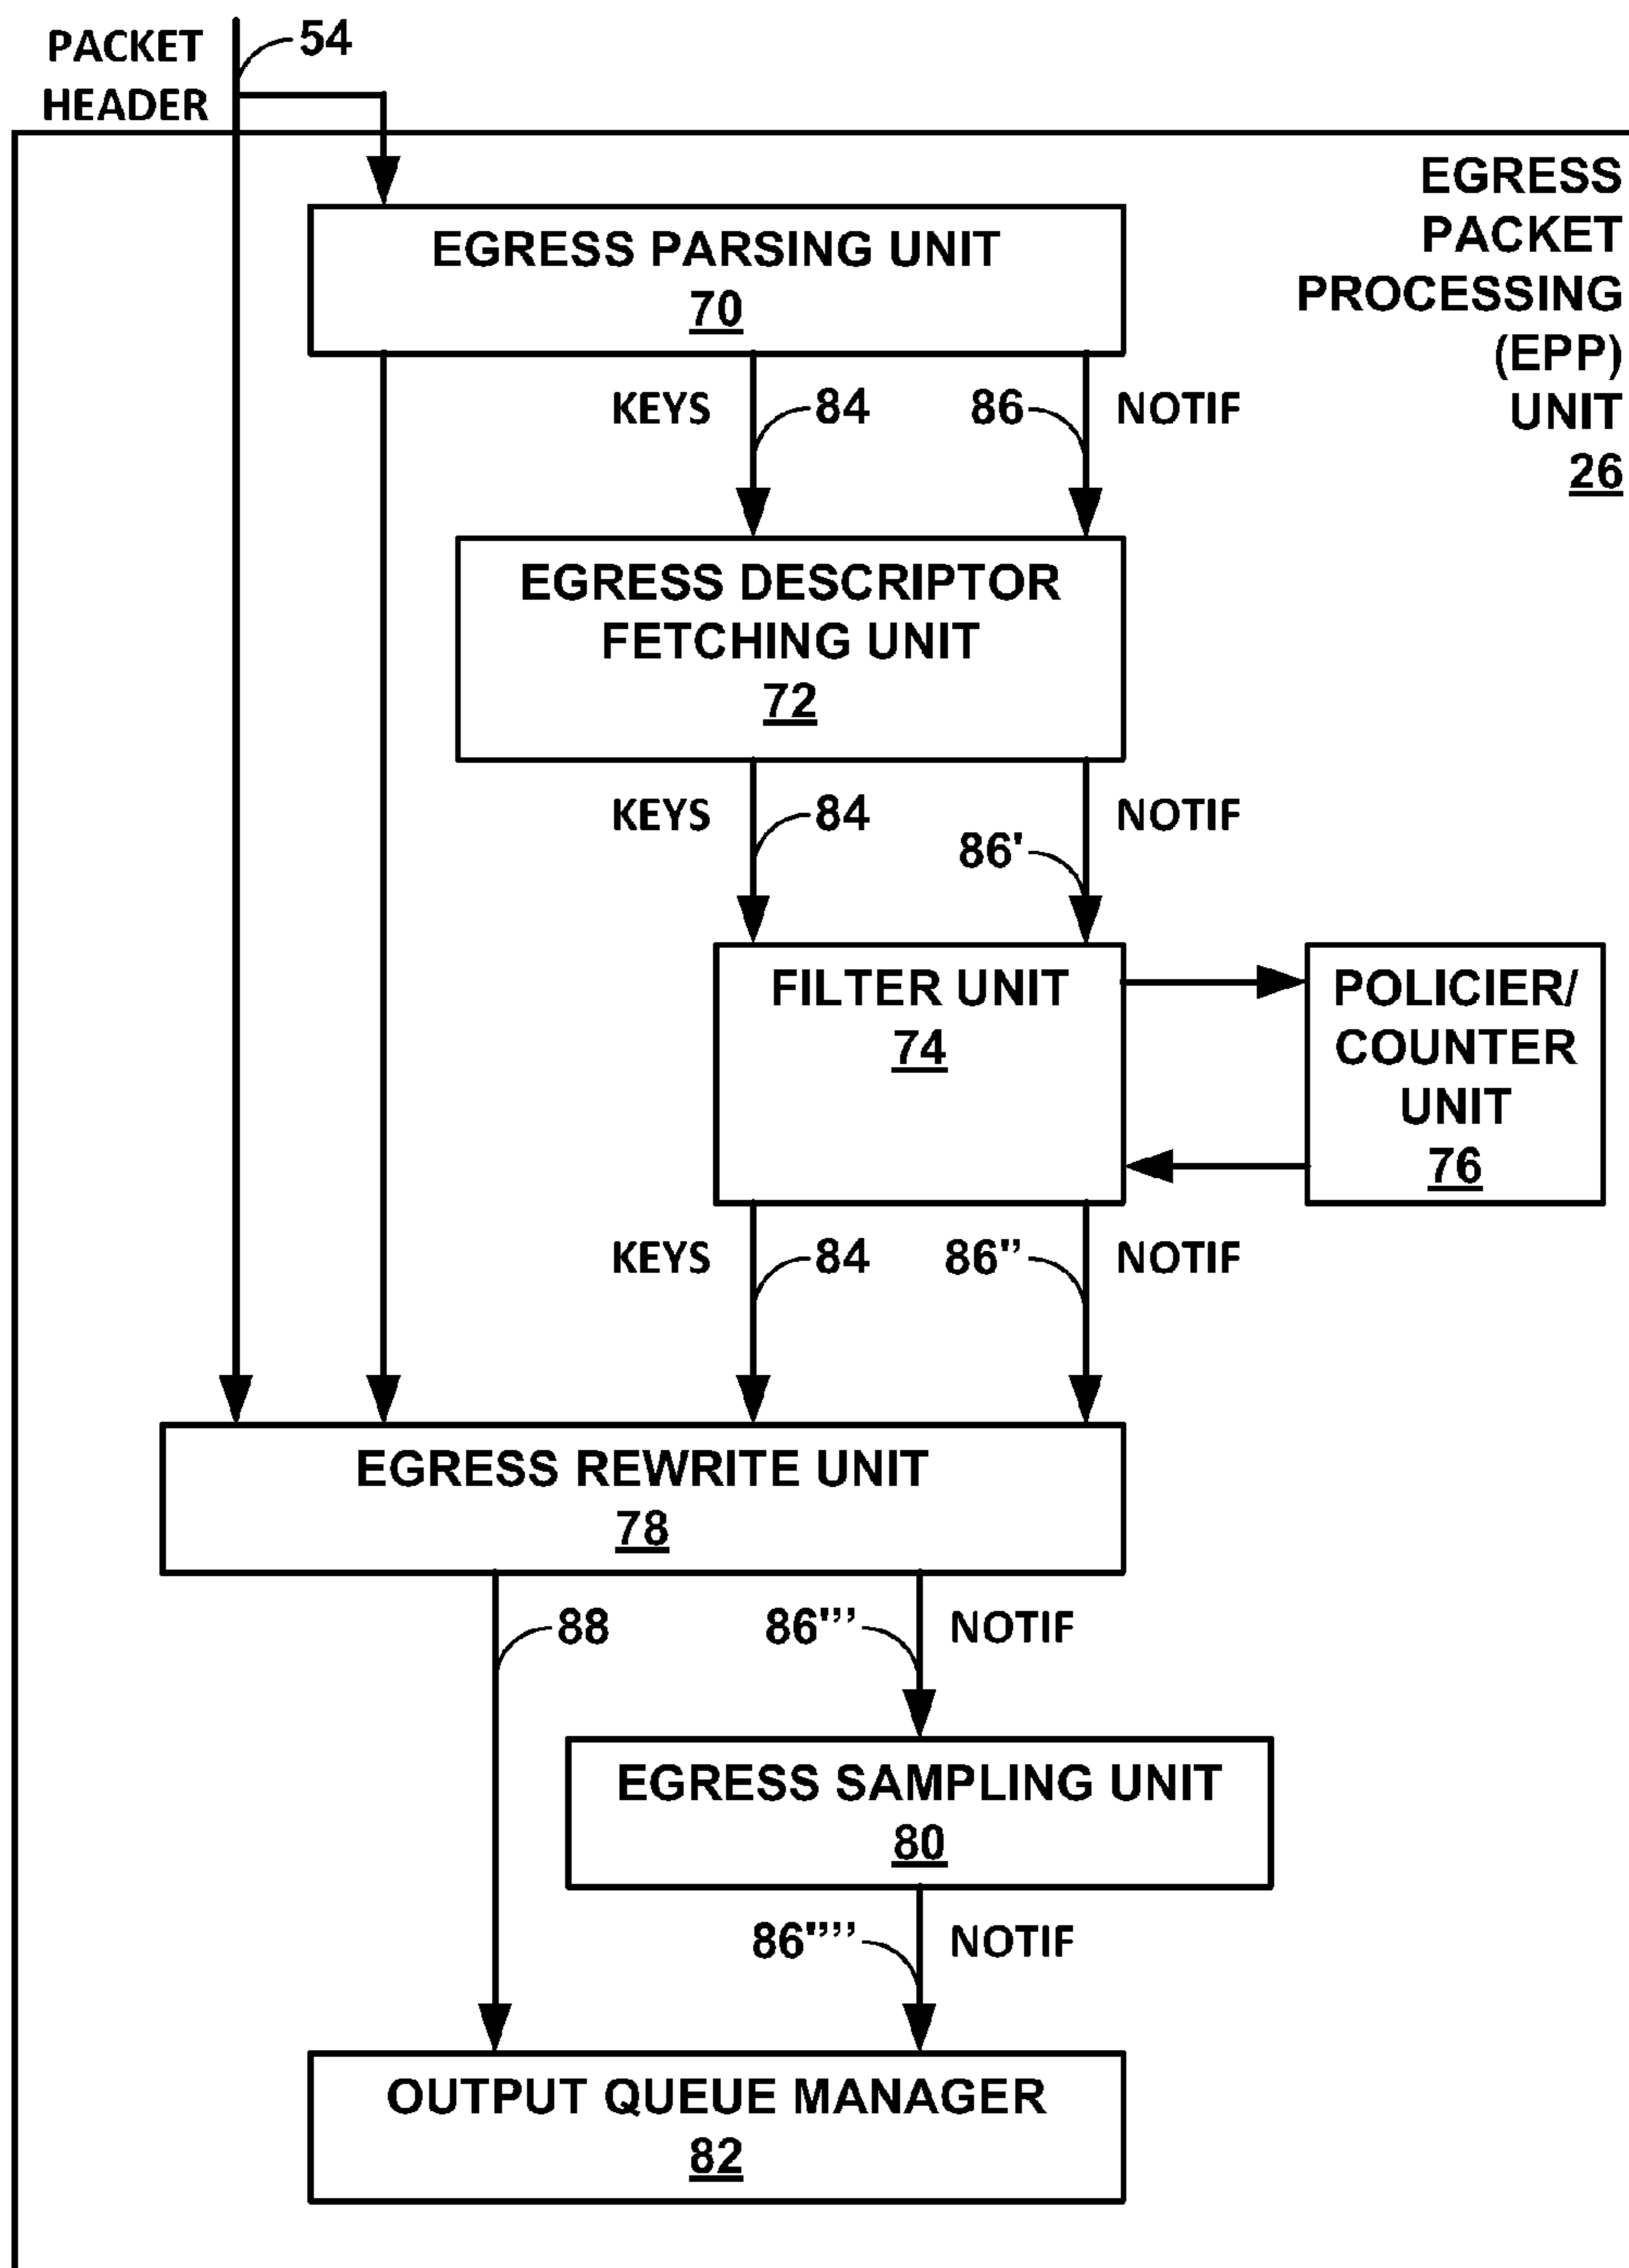 PACKET
HEADER
54
EGRESS
PACKET
PROCESSING
(EPP)
UNIT
26
EGRESS PARSING UNIT
70
KEYS 84 86 NOTIF
EGRESS DESCRIPTOR
FETCHING UNIT
72
KEYS 84 86' NOTIF
FILTER UNIT
74
POLICIER/
COUNTER
UNIT
76
KEYS 84 86'' NOTIF
EGRESS REWRITE UNIT
78
88 86''' NOTIF
EGRESS SAMPLING UNIT
80
86'''' NOTIF
OUTPUT QUEUE MANAGER
82